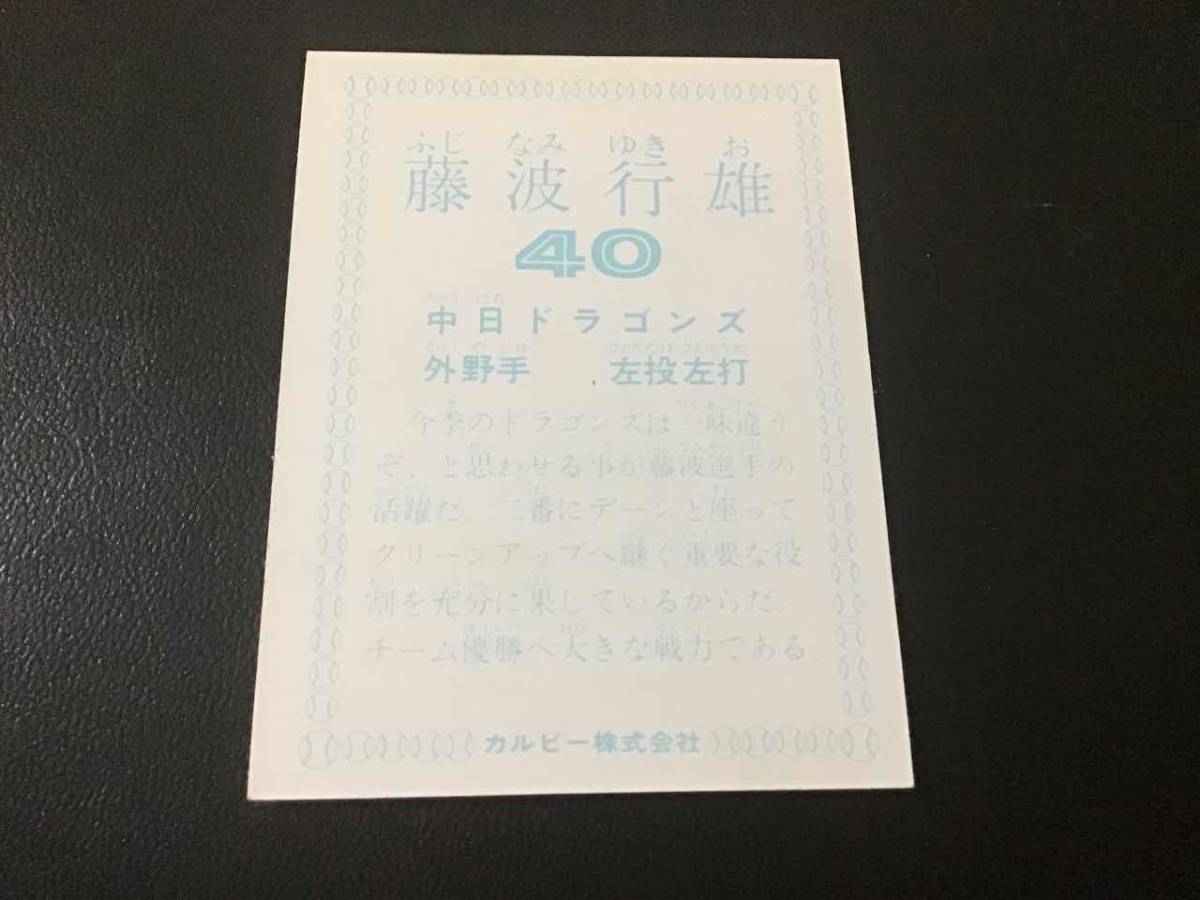 ふじ なみ ゆき お
藤波行雄
40
中日ドラゴンズ
外野手 左投左打
今季のドラゴンズは一味違う
ぞ、と思わせる事が藤波選手の
活躍だ。二番にデーンと座って
クリーンアップへ継ぐ重要な役
割を充分に果しているからだ。
チーム優勝へ大きな戦力である。
カルビー株式会社